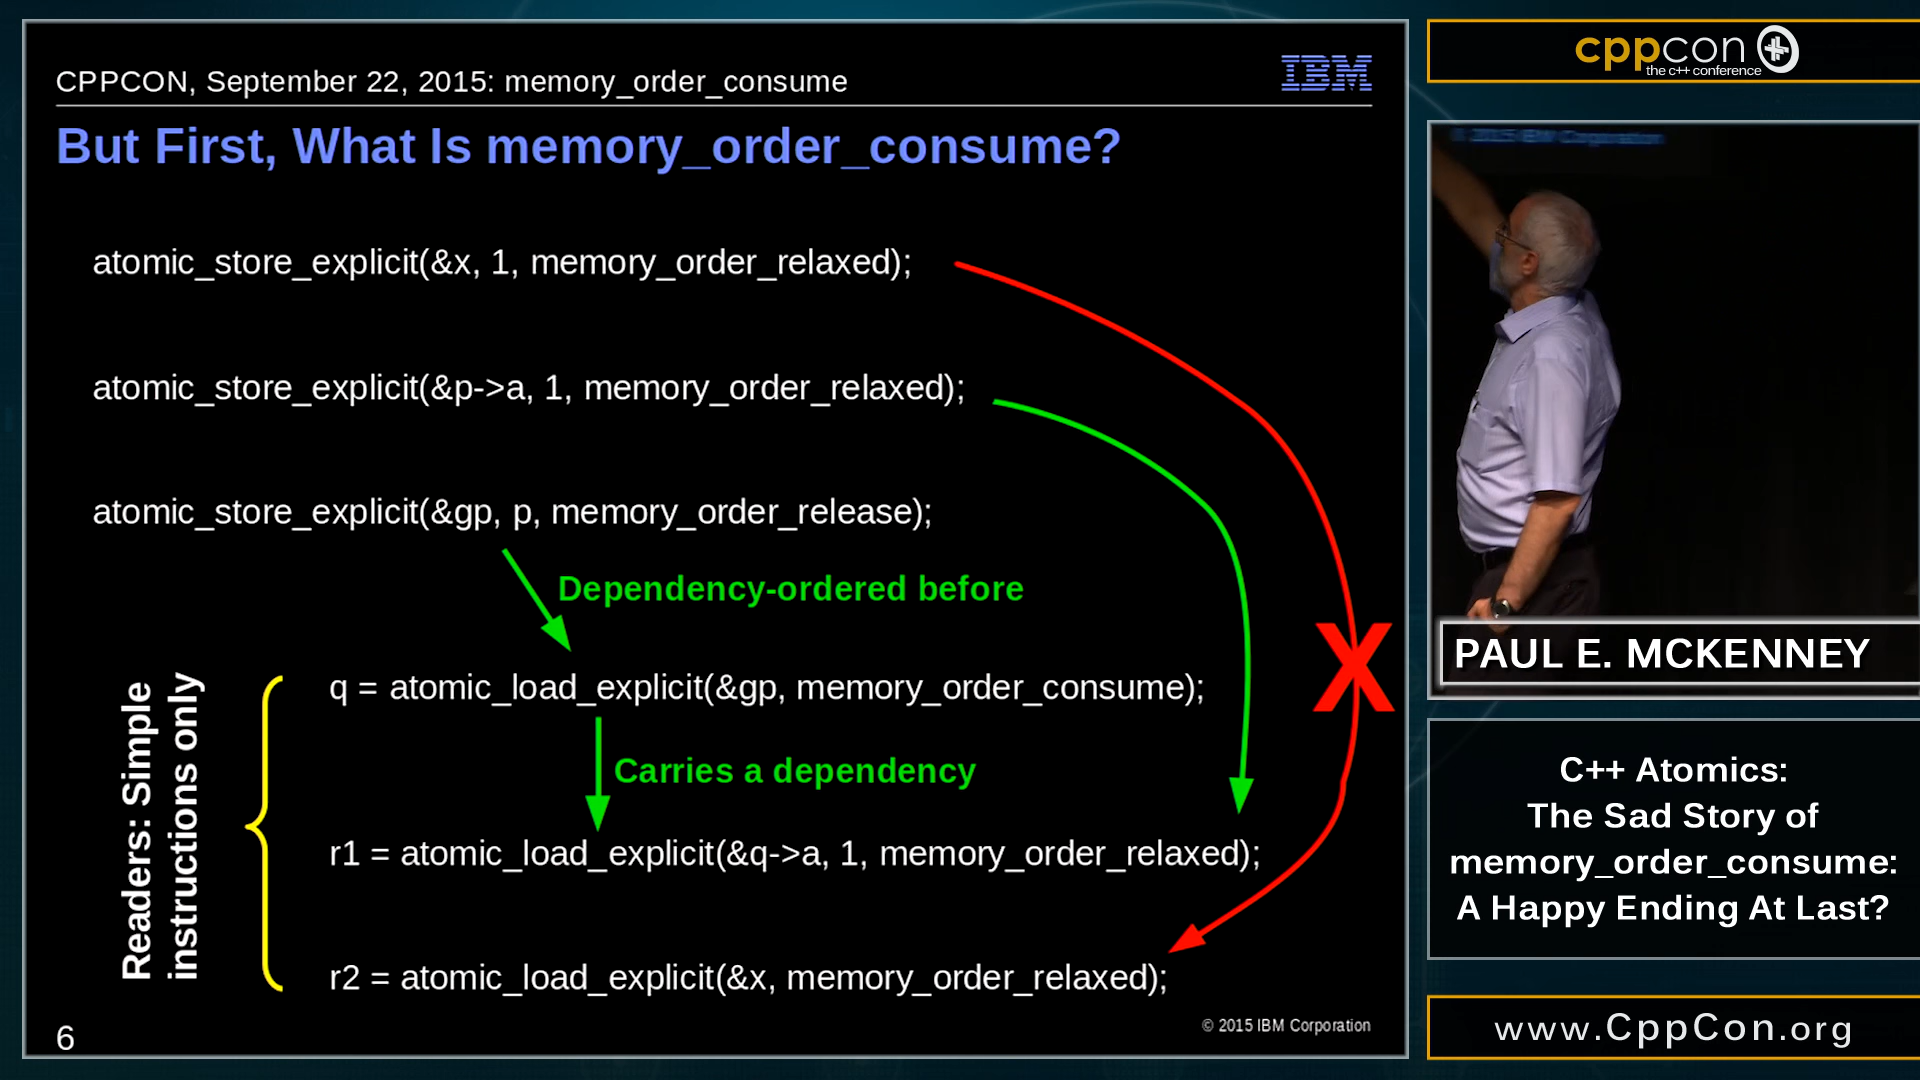 CPPCON, September 22, 2015: memory_order_consume
IBM
But First, What Is memory_order_consume?
atomic_store_explicit(&x, 1, memory_order_relaxed);
atomic_store_explicit(&p->a, 1, memory_order_relaxed);
atomic_store_explicit(&gp, p, memory_order_release);
Dependency-ordered before
q = atomic_load_explicit(&gp, memory_order_consume);
X
Carries a dependency
r1 = atomic_load_explicit(&q->a, 1, memory_order_relaxed);
r2 = atomic_load_explicit(&x, memory_order_relaxed);
Readers: Simple
instructions only
6
© 2015 IBM Corporation
cppcon
the c++ conference
© 2015 IBM Corporation
PAUL E. MCKENNEY
C++ Atomics:
The Sad Story of
memory_order_consume:
A Happy Ending At Last?
www.CppCon.org